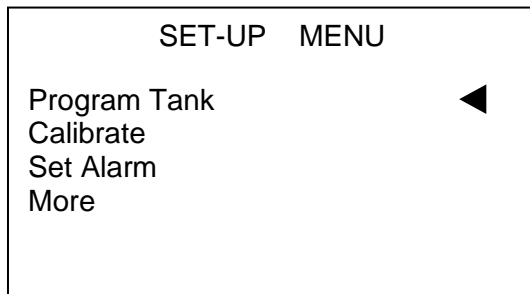 SET-UP MENU
Program Tank
Calibrate
Set Alarm
More